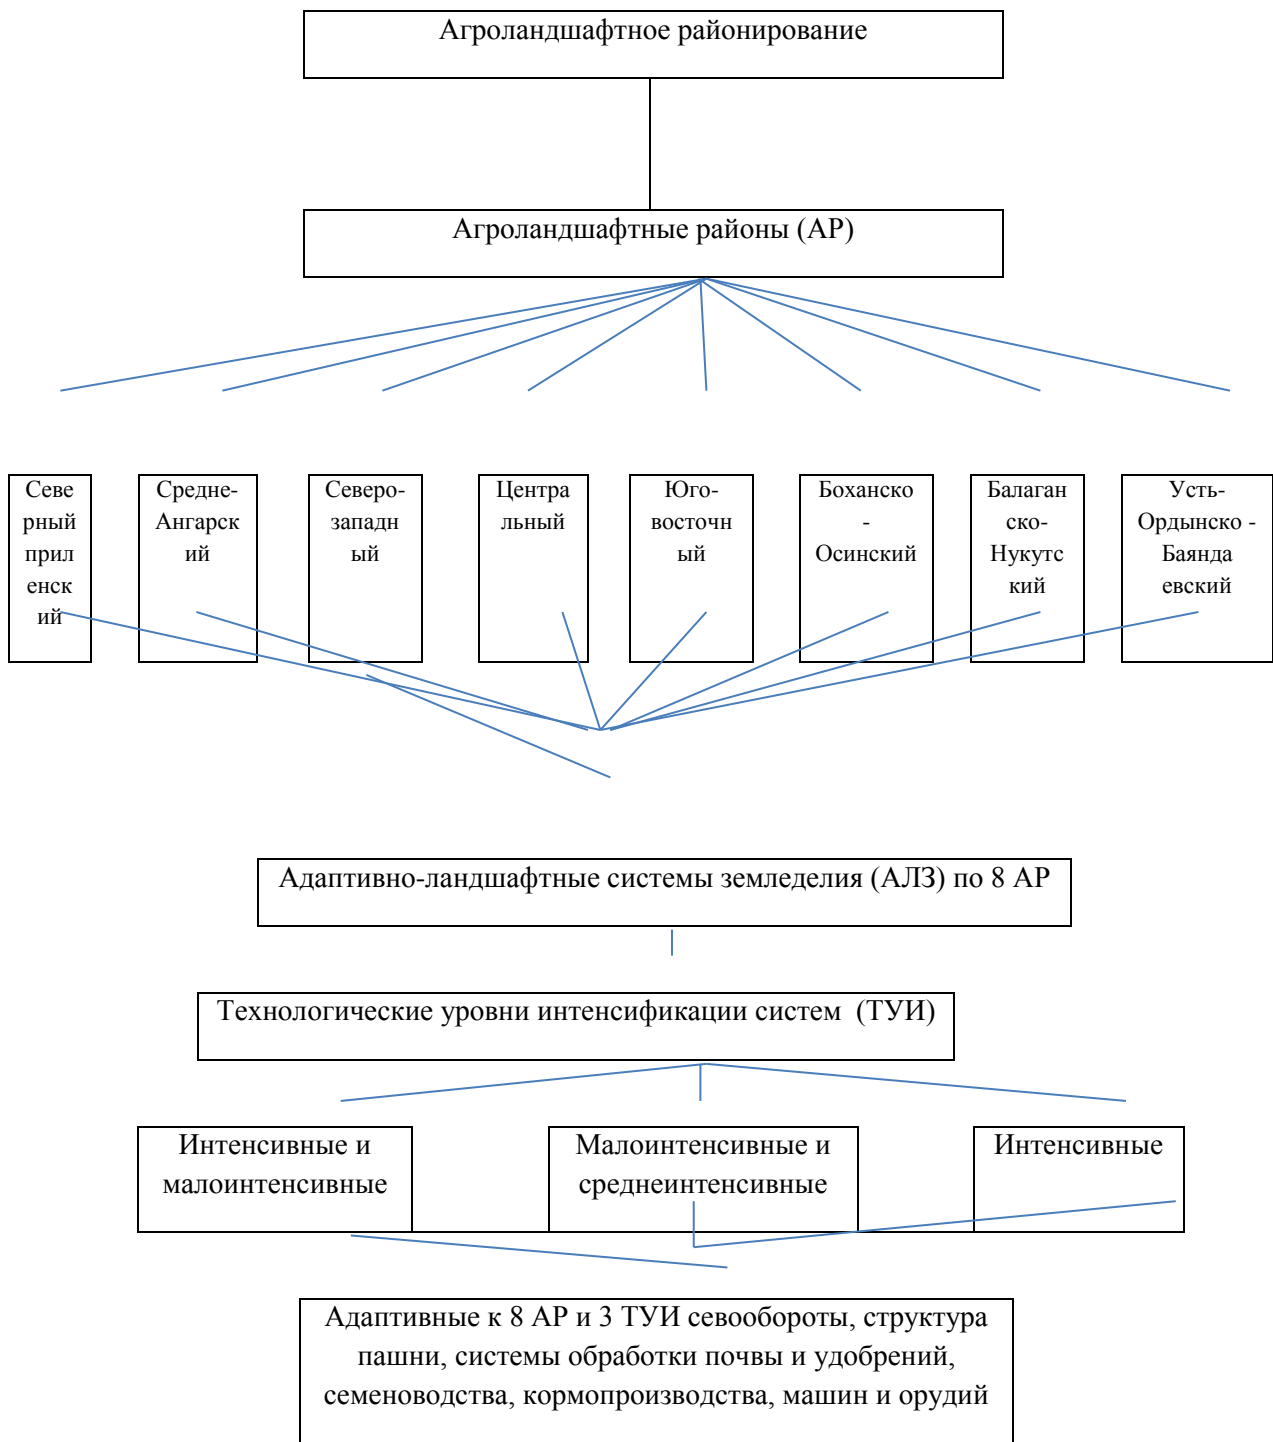 Агроландшафтное районирование
Агроландшафтные районы (АР)
Севе
рный
прил
енск
ий
Средне-
Ангарск
ий
Северо-
западн
ый
Центра
льный
Юго-
восточн
ый
Боханско
-
Осинский
Балаган
ско-
Нукутс
кий
Усть-
Ордынско -
Баянда
евский
Адаптивно-ландшафтные системы земледелия (АЛЗ) по 8 АР
Технологические уровни интенсификации систем  (ТУИ)
Интенсивные и
малоинтенсивные
Малоинтенсивные и
среднеинтенсивные
Интенсивные
Адаптивные к 8 АР и 3 ТУИ севообороты, структура
пашни, системы обработки почвы и удобрений,
семеноводства, кормопроизводства, машин и орудий